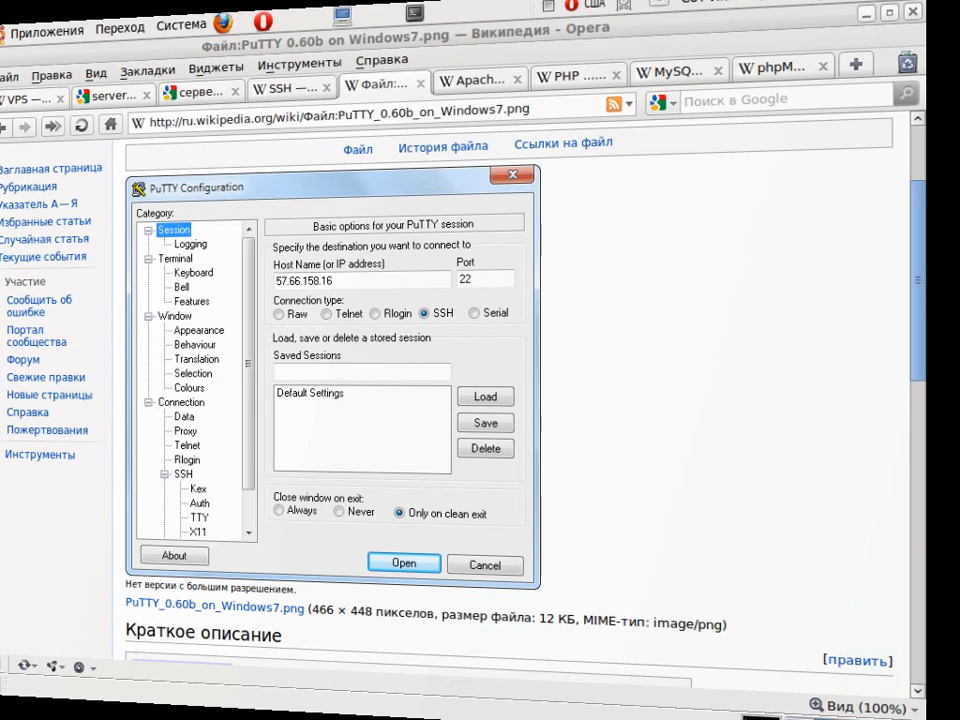 Приложения Переход Система США
Файл:PuTTY 0.60b on Windows7.png — Википедия - Opera
айл Правка Вид Закладки Виджеты Инструменты Справка
VPS —... server... серве... SSH —... Файл:... Apach... PHP ...... MySQ... phpM...
http://ru.wikipedia.org/wiki/Файл:PuTTY_0.60b_on_Windows7.png Поиск в Google
Файл История файла Ссылки на файл
Заглавная страница
Рубрикация
Указатель А — Я
Избранные статьи
Случайная статья
Текущие события
Участие
Сообщить об
ошибке
Портал
сообщества
Форум
Свежие правки
Новые страницы
Справка
Пожертвования
Инструменты
PuTTY Configuration
Category:
Session
Logging
Terminal
Keyboard
Bell
Features
Window
Appearance
Behaviour
Translation
Selection
Colours
Connection
Data
Proxy
Telnet
Rlogin
SSH
Kex
Auth
TTY
X11
Basic options for your PuTTY session
Specify the destination you want to connect to
Host Name (or IP address) Port
57.66.158.16 22
Connection type:
Raw Telnet Rlogin SSH Serial
Load, save or delete a stored session
Saved Sessions
Default Settings
Load
Save
Delete
Close window on exit:
Always Never Only on clean exit
About Open Cancel
Нет версии с большим разрешением.
PuTTY_0.60b_on_Windows7.png (466 × 448 пикселов, размер файла: 12 КБ, MIME-тип: image/png)
Краткое описание
[править]
Вид (100%)